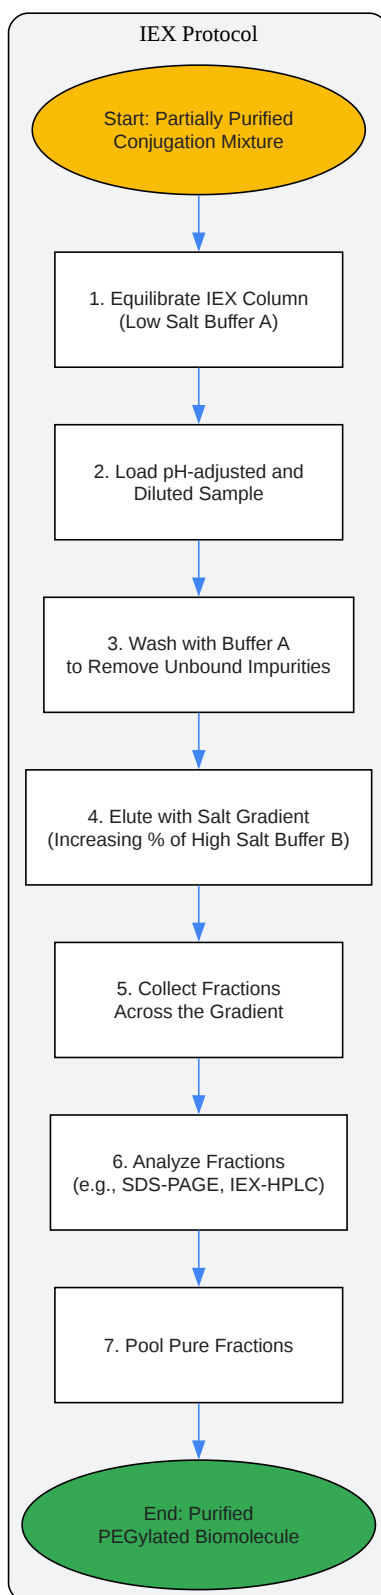 IEX Protocol
Start: Partially Purified
Conjugation Mixture
1. Equilibrate IEX Column
(Low Salt Buffer A)
2. Load pH-adjusted and
Diluted Sample
3. Wash with Buffer A
to Remove Unbound Impurities
4. Elute with Salt Gradient
(Increasing % of High Salt Buffer B)
5. Collect Fractions
Across the Gradient
6. Analyze Fractions
(e.g., SDS-PAGE, IEX-HPLC)
7. Pool Pure Fractions
End: Purified
PEGylated Biomolecule